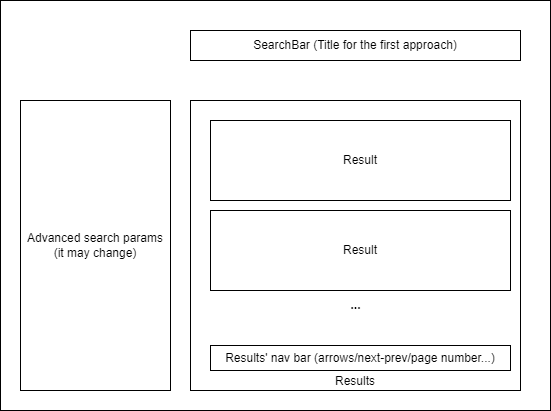 SearchBar (Title for the first approach)
Advanced search params
(it may change)
Result
Result
...
Results' nav bar (arrows/next-prev/page number...)
Results